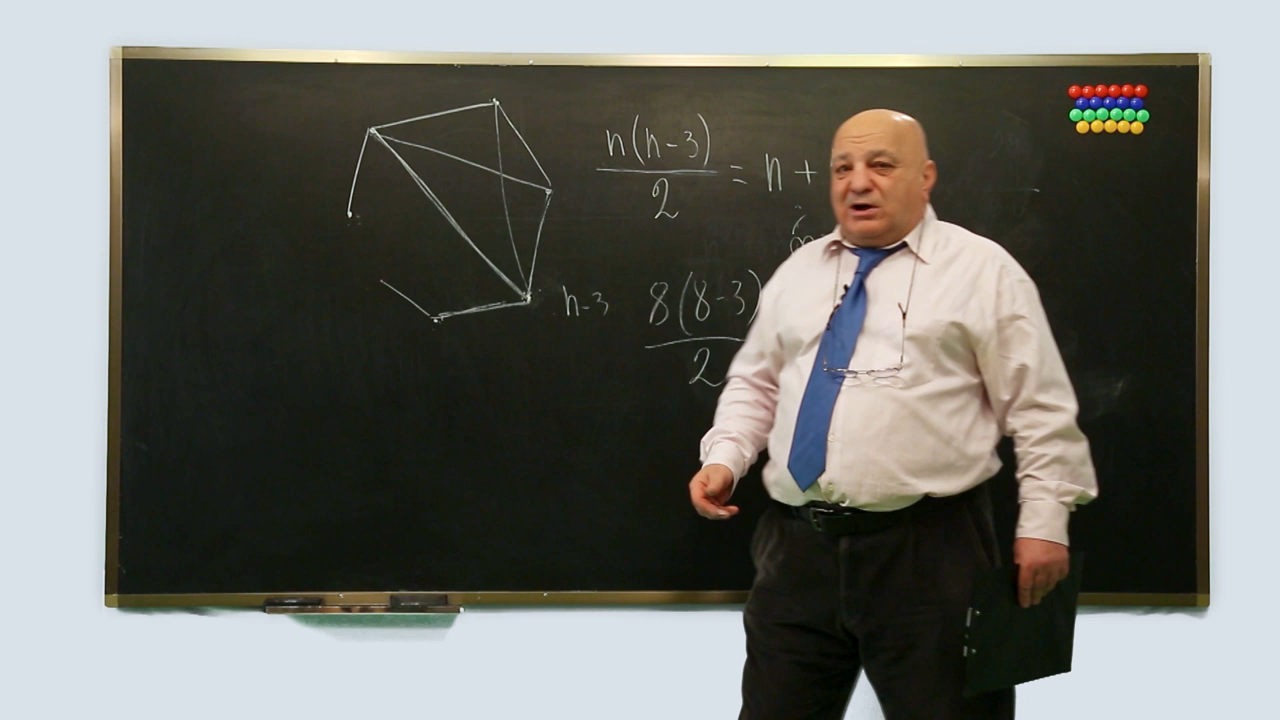 n(n-3)
2
= n +
n-3
8(8-3)
2